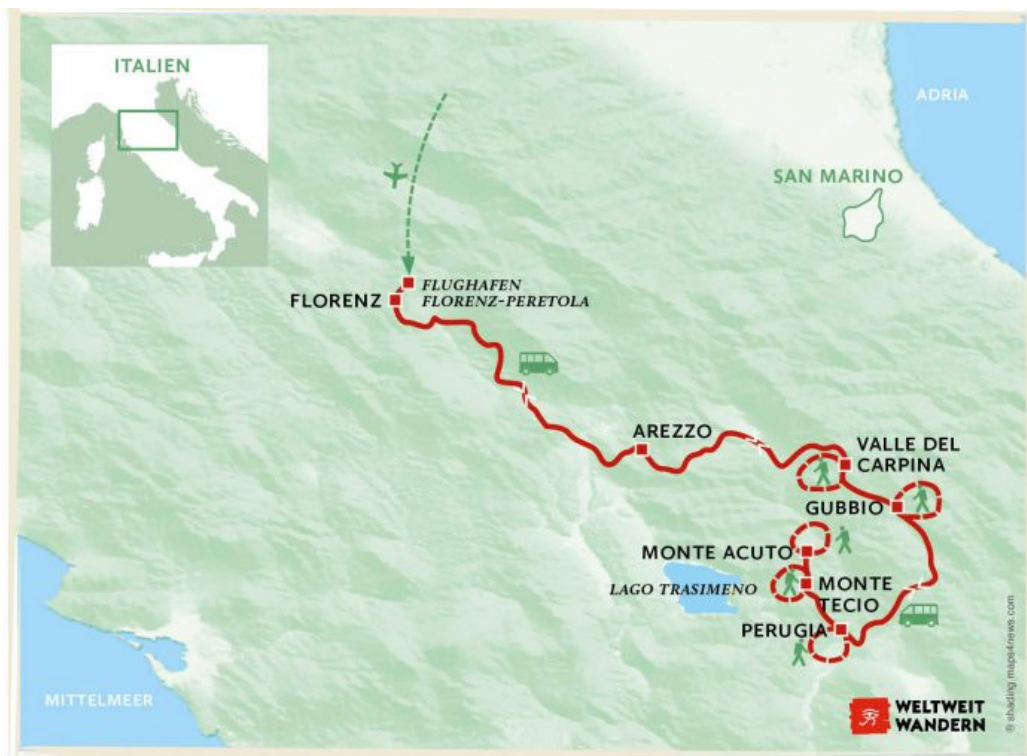 ITALIEN
ADRIA
SAN MARINO
FLUGHAFEN
FLORENZ-PERETOLA
FLORENZ
AREZZO
VALLE DEL
CARPINA
GUBBIO
MONTE ACUTO
LAGO TRASIMENO
MONTE
TECIO
PERUGIA
MITTELMEER
WELTWEIT
WANDERN
© shading maps4news.com